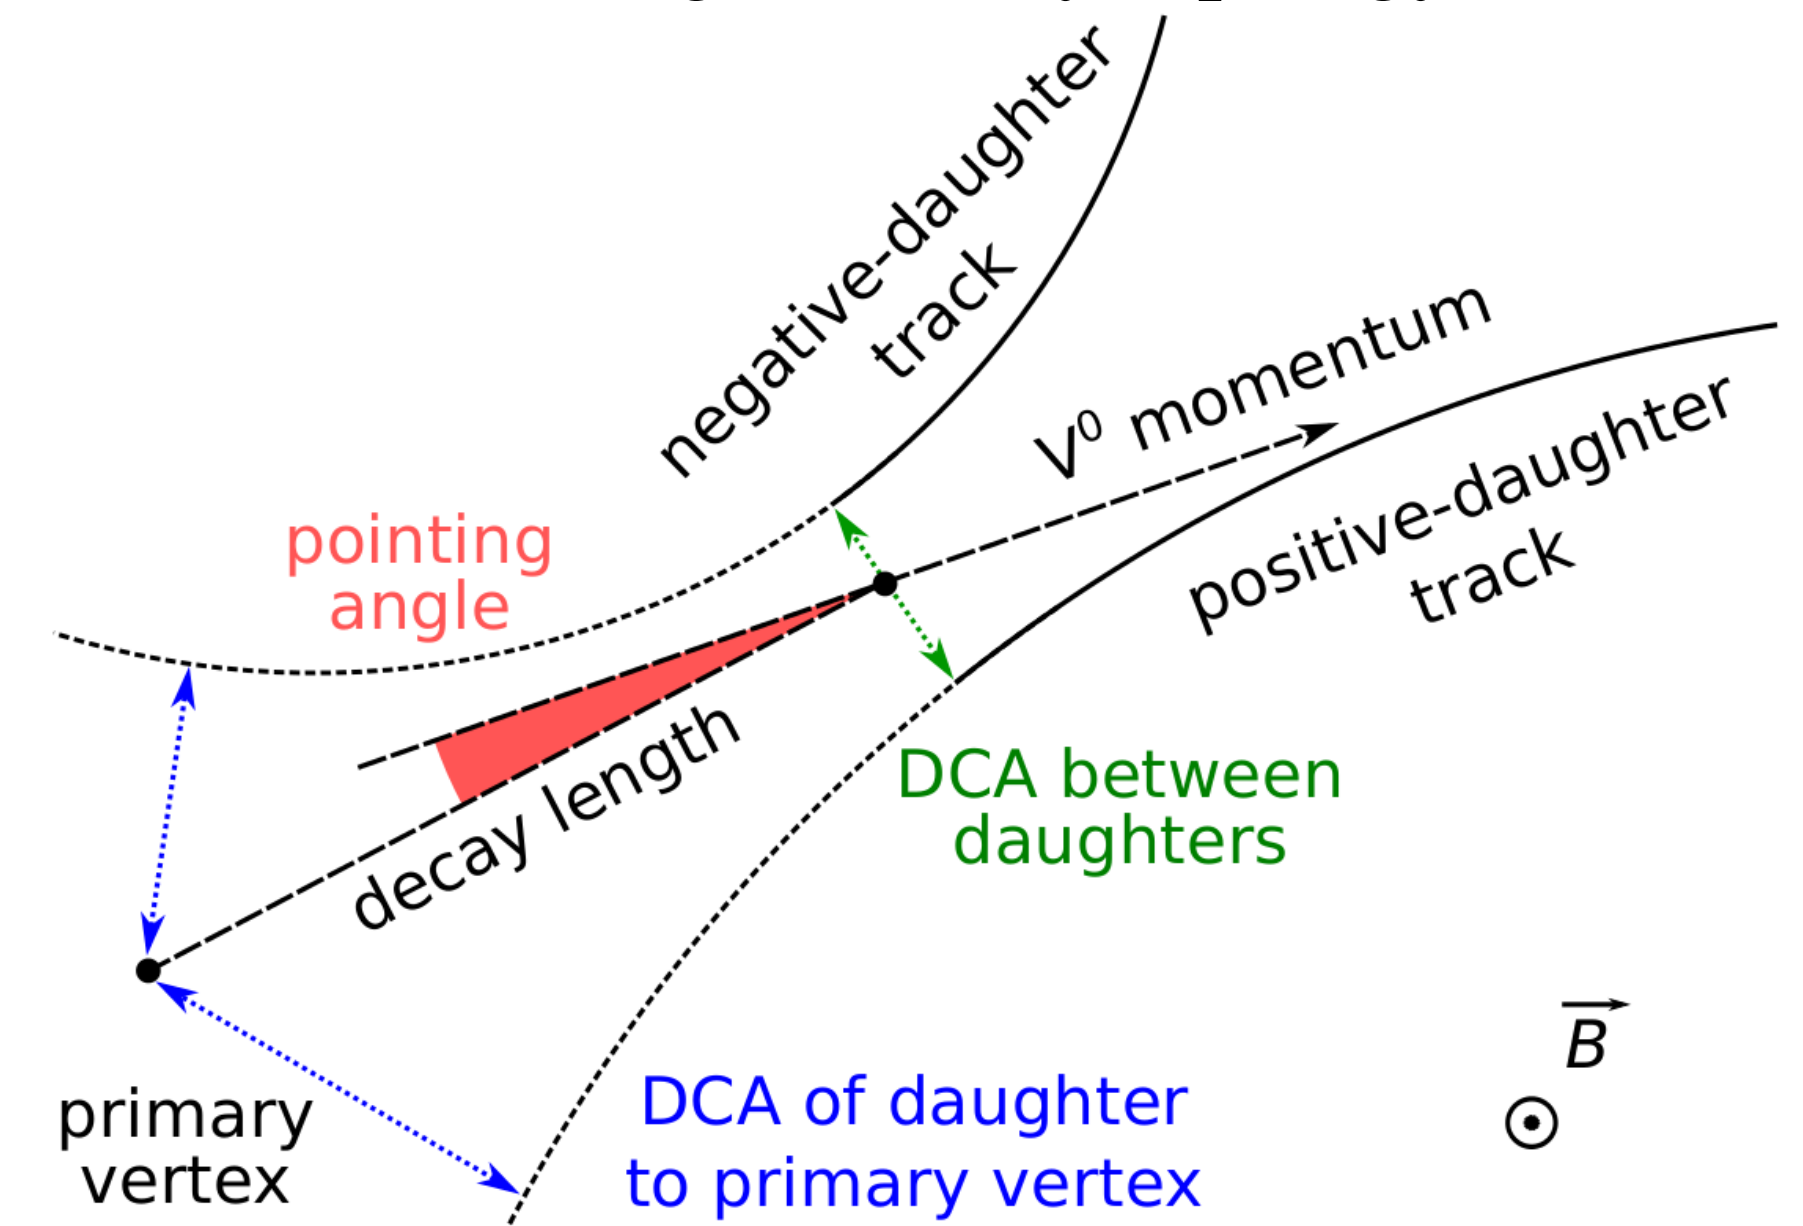 negative-daughter
track
V⁰ momentum
positive-daughter
track
pointing
angle
decay length
DCA between
daughters
B
primary
vertex
DCA of daughter
to primary vertex